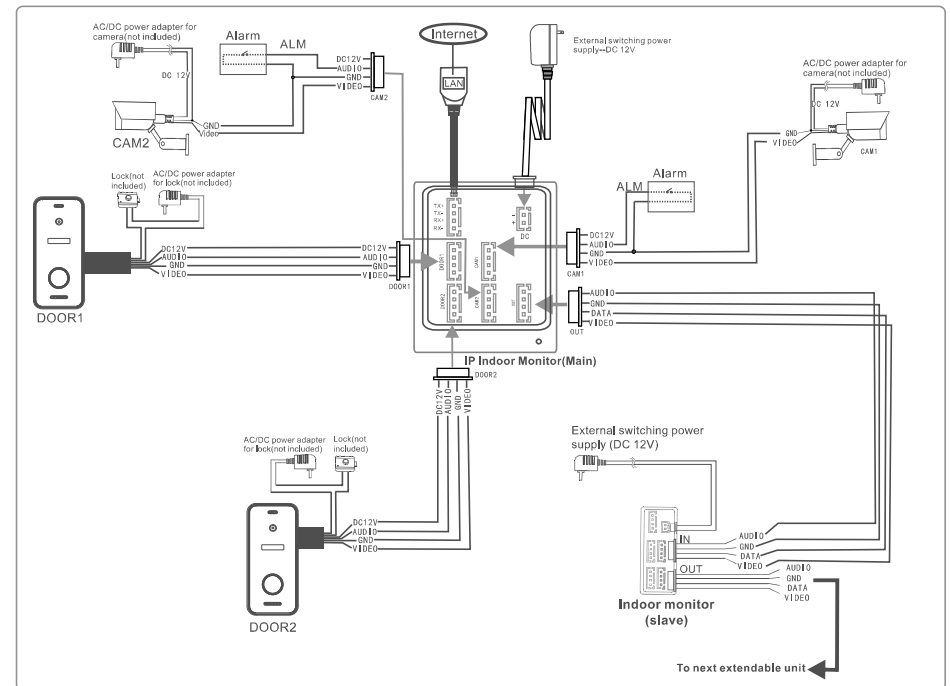 AC/DC power adapter for
camera(not included)
DC 12V
CAM2
GND
Video
Alarm
ALM
DC12V
AUDIO
GND
VIDEO
CAM2
Internet
LAN
External switching power
supply--DC 12V
AC/DC power adapter for
camera(not included)
DC 12V
GND
VIDEO
CAM1
Alarm
ALM
Lock(not
included)
AC/DC power adapter
for lock(not included)
DC12V
AUDIO
GND
VIDEO
DC12V
AUDIO
GND
VIDEO
DOOR1
DOOR1
TX+
TX-
RX+
RX-
-
+
DC
DOOR1
CAM1
DOOR2
CAM2
OUT
DC12V
AUDIO
GND
VIDEO
CAM1
AUDIO
GND
DATA
VIDEO
OUT
IP Indoor Monitor(Main)
DOOR2
DC12V
AUDIO
GND
VIDEO
AC/DC power adapter
for lock(not included)
Lock(not
included)
DC12V
AUDIO
GND
VIDEO
DOOR2
External switching power
supply (DC 12V)
IN
AUDIO
GND
DATA
VIDEO
OUT
AUDIO
GND
DATA
VIDEO
Indoor monitor
(slave)
To next extendable unit